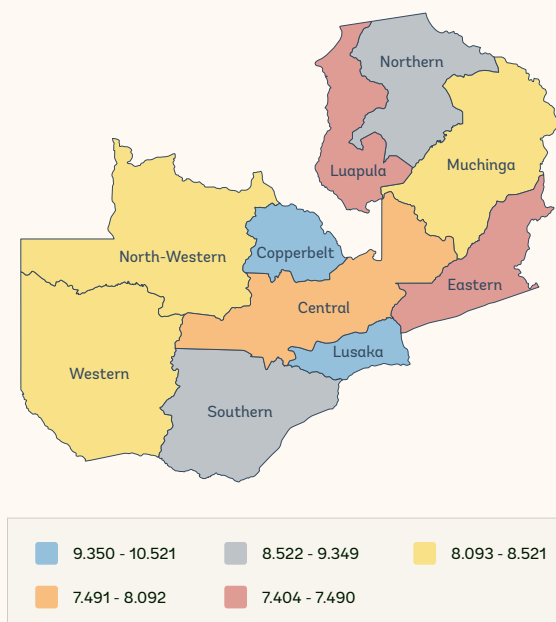 Northern
Muchinga
Luapula
North-Western
Copperbelt
Eastern
Central
Lusaka
Western
Southern
9.350 - 10.521
8.522 - 9.349
8.093 - 8.521
7.491 - 8.092
7.404 - 7.490